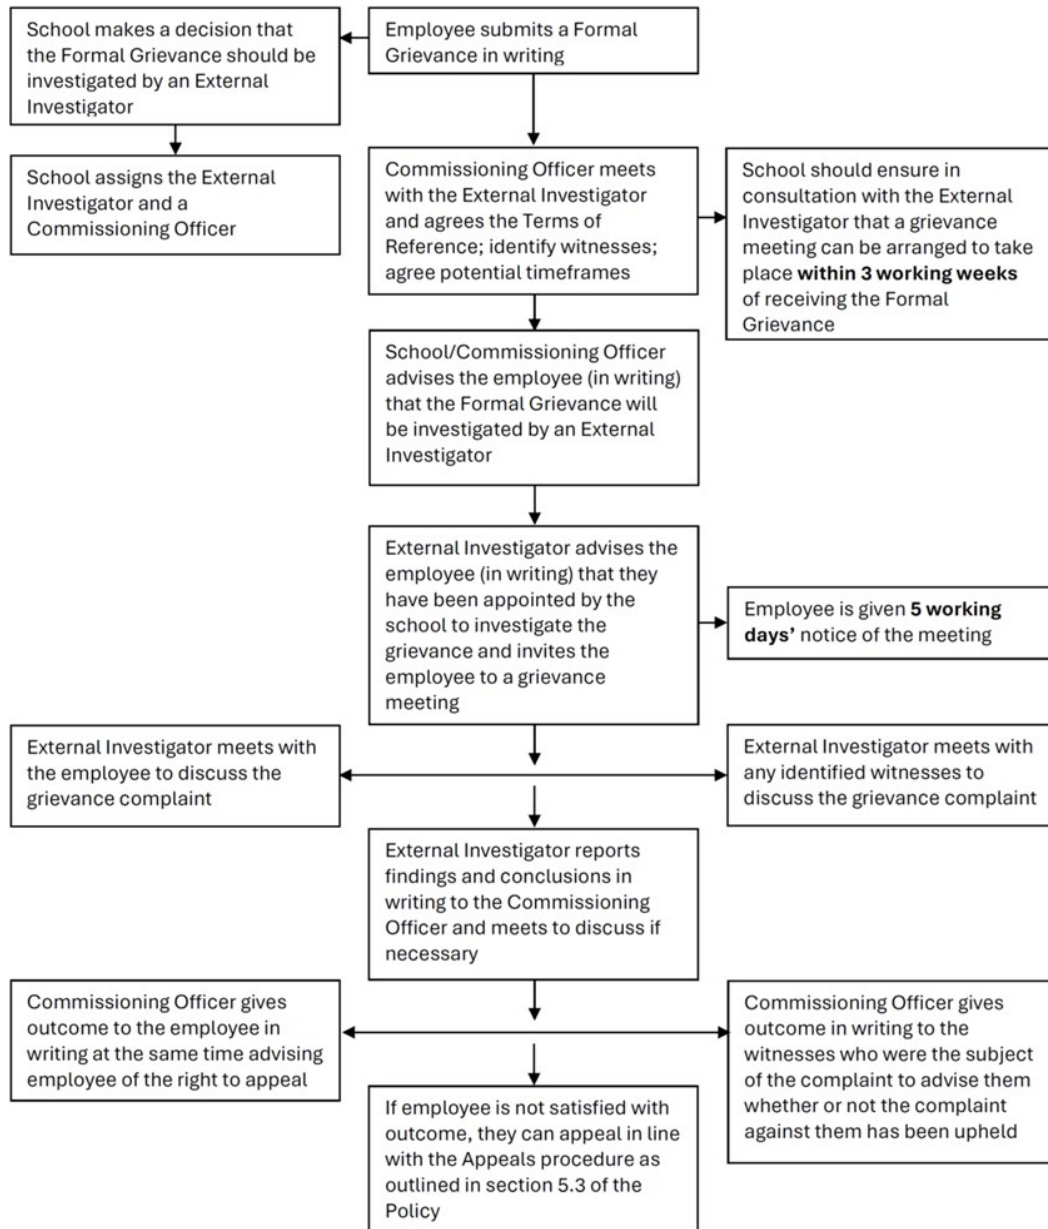 School makes a decision that
the Formal Grievance should be
investigated by an External
Investigator
Employee submits a Formal
Grievance in writing
School assigns the External
Investigator and a
Commissioning Officer
Commissioning Officer meets
with the External Investigator
and agrees the Terms of
Reference; identify witnesses;
agree potential timeframes
School should ensure in
consultation with the External
Investigator that a grievance
meeting can be arranged to take
place within 3 working weeks
of receiving the Formal
Grievance
School/Commissioning Officer
advises the employee (in writing)
that the Formal Grievance will
be investigated by an External
Investigator
External Investigator advises the
employee (in writing) that they
have been appointed by the
school to investigate the
grievance and invites the
employee to a grievance
meeting
Employee is given 5 working
days’ notice of the meeting
External Investigator meets with
the employee to discuss the
grievance complaint
External Investigator meets with
any identified witnesses to
discuss the grievance complaint
External Investigator reports
findings and conclusions in
writing to the Commissioning
Officer and meets to discuss if
necessary
Commissioning Officer gives
outcome to the employee in
writing at the same time advising
employee of the right to appeal
Commissioning Officer gives
outcome in writing to the
witnesses who were the subject
of the complaint to advise them
whether or not the complaint
against them has been upheld
If employee is not satisfied with
outcome, they can appeal in line
with the Appeals procedure as
outlined in section 5.3 of the
Policy